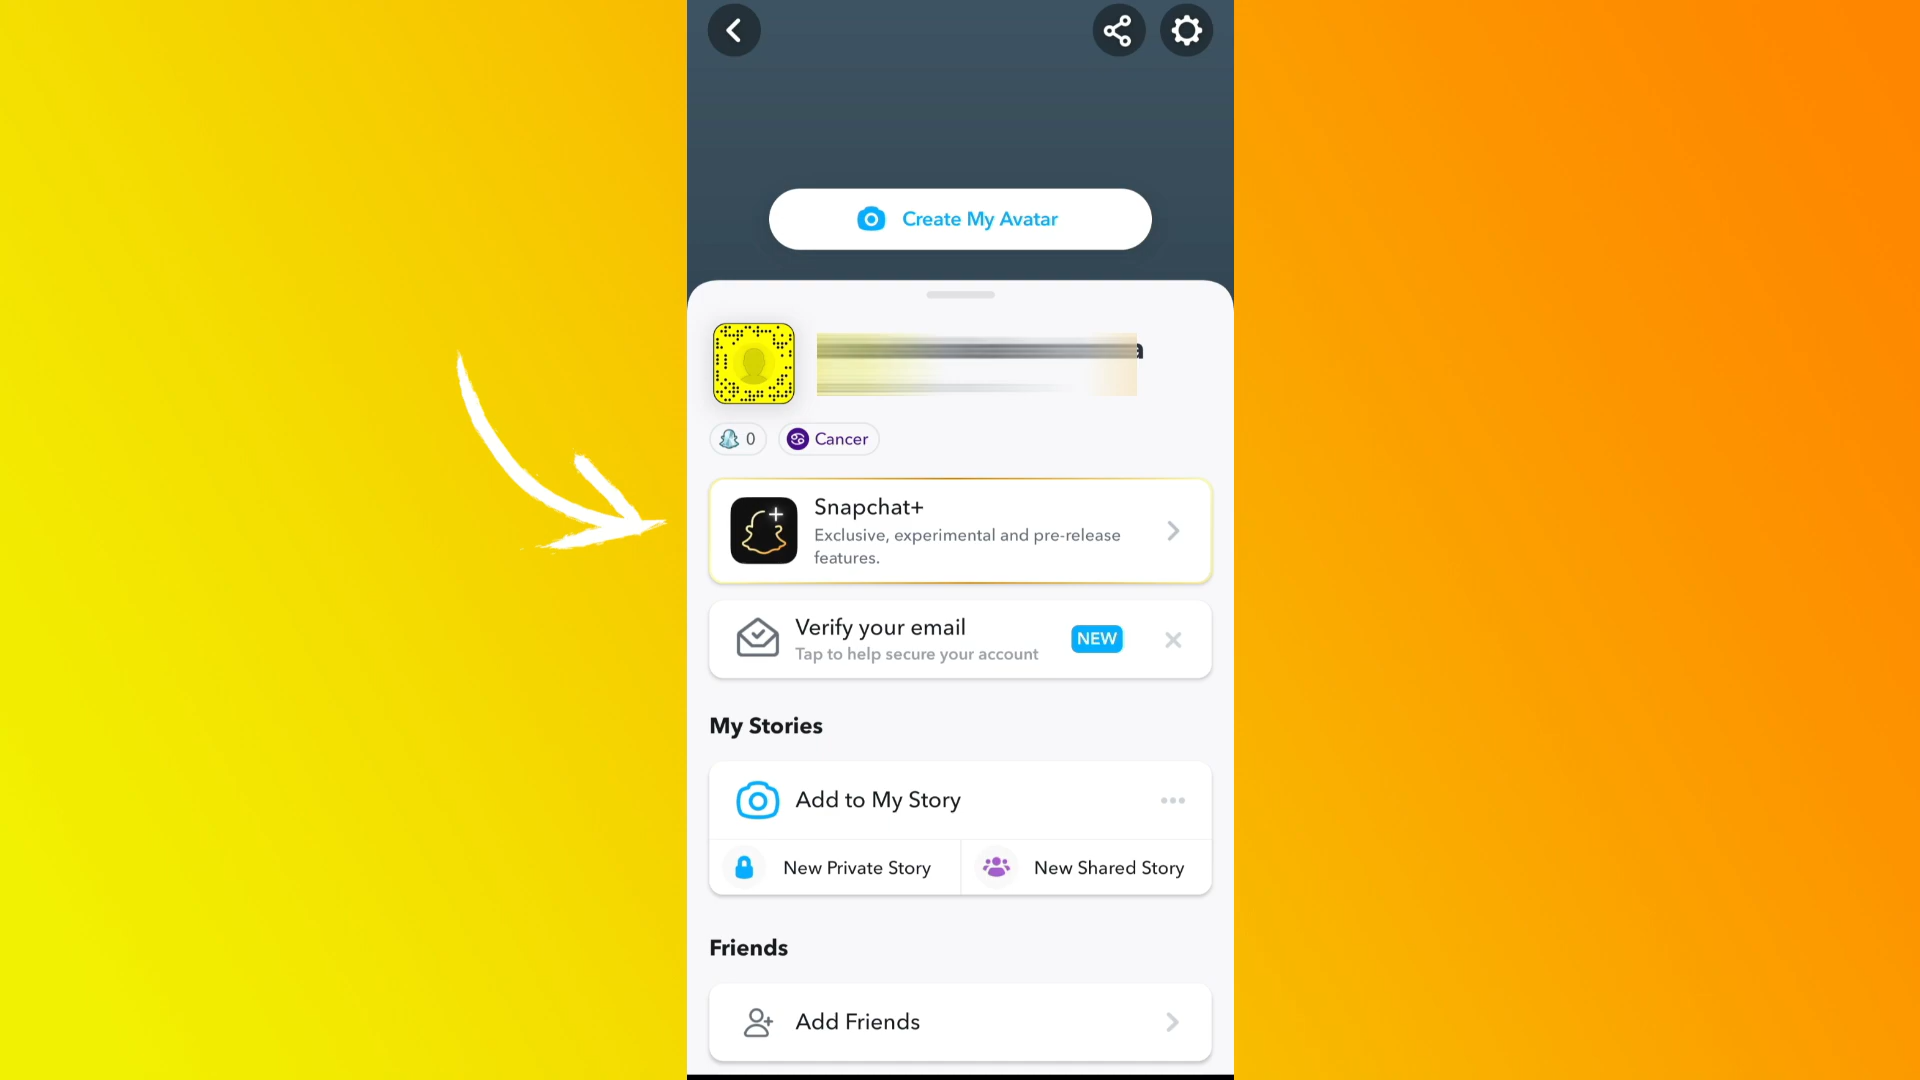 Create My Avatar
0
Cancer
Snapchat+
Exclusive, experimental and pre-release
features.
Verify your email
Tap to help secure your account
NEW
My Stories
Add to My Story
New Private Story
New Shared Story
Friends
Add Friends